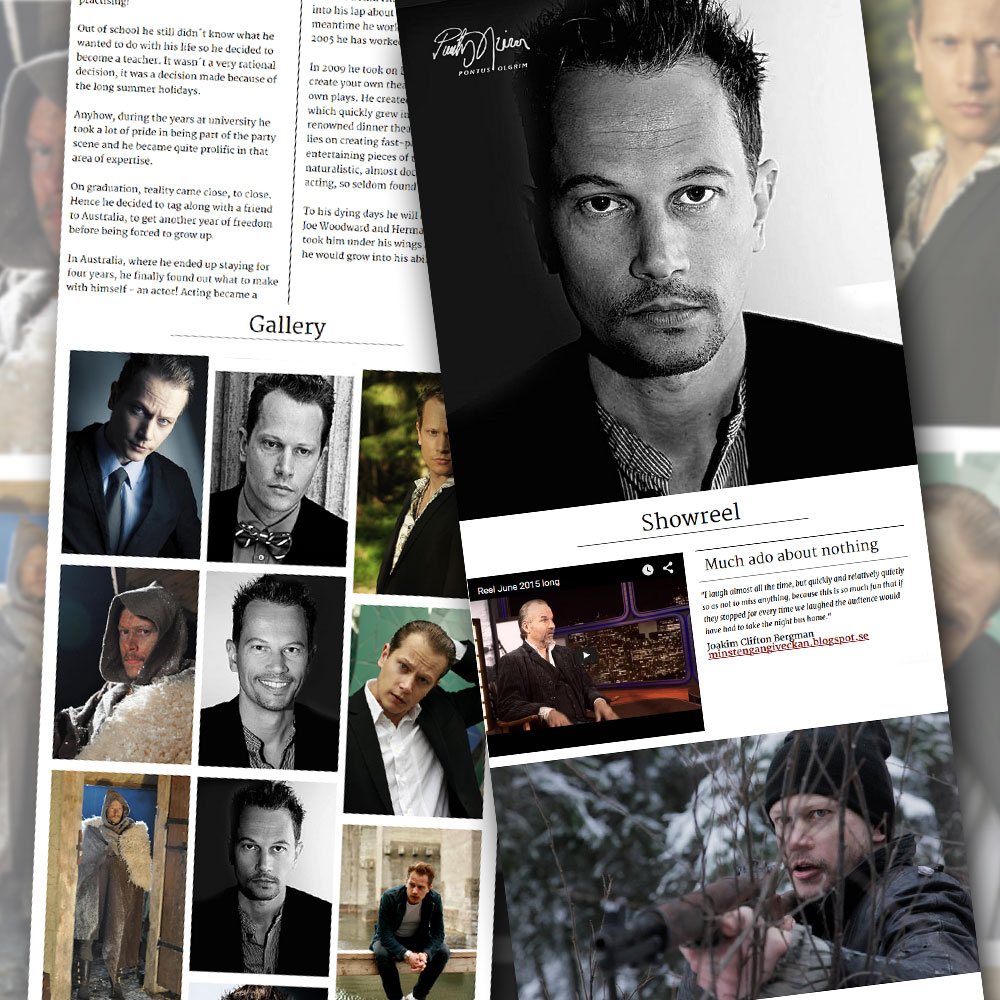 practising!
Out of school he still didn´t know what he
wanted to do with his life so he decided to
become a teacher. It wasn´t a very rational
decision, it was a decision made because of
the long summer holidays.
Anyhow, during the years at university he
took a lot of pride in being part of the party
scene and he became quite prolific in that
area of expertise.
On graduation, reality came close, to close.
Hence he decided to tag along with a friend
to Australia, to get another year of freedom
before being forced to grow up.
In Australia, where he ended up staying for
four years, he finally found out what to make
with himself – an actor! Acting became a
into his lap about
meantime he
2005 he has worked
In 2009 he took on
create your own
own plays. He
which quickly grew
renowned dinner
lies on creating
entertaining pieces of
naturalistic, almost
acting, so seldom found
To his dying days he will
Joe Woodward and
took him under his wings
he would grow into his
Gallery
PONTUS OLGRIM
Showreel
Reel June 2015 long
Much ado about nothing
"I laugh almost all the time, but quickly and relatively quietly
so as not to miss anything, because this is so much fun that if
they stopped for every time we laughed the audience would
have had to take the night bus home."
Joakim Clifton Bergman
minstengangiveckan.blogspot.se